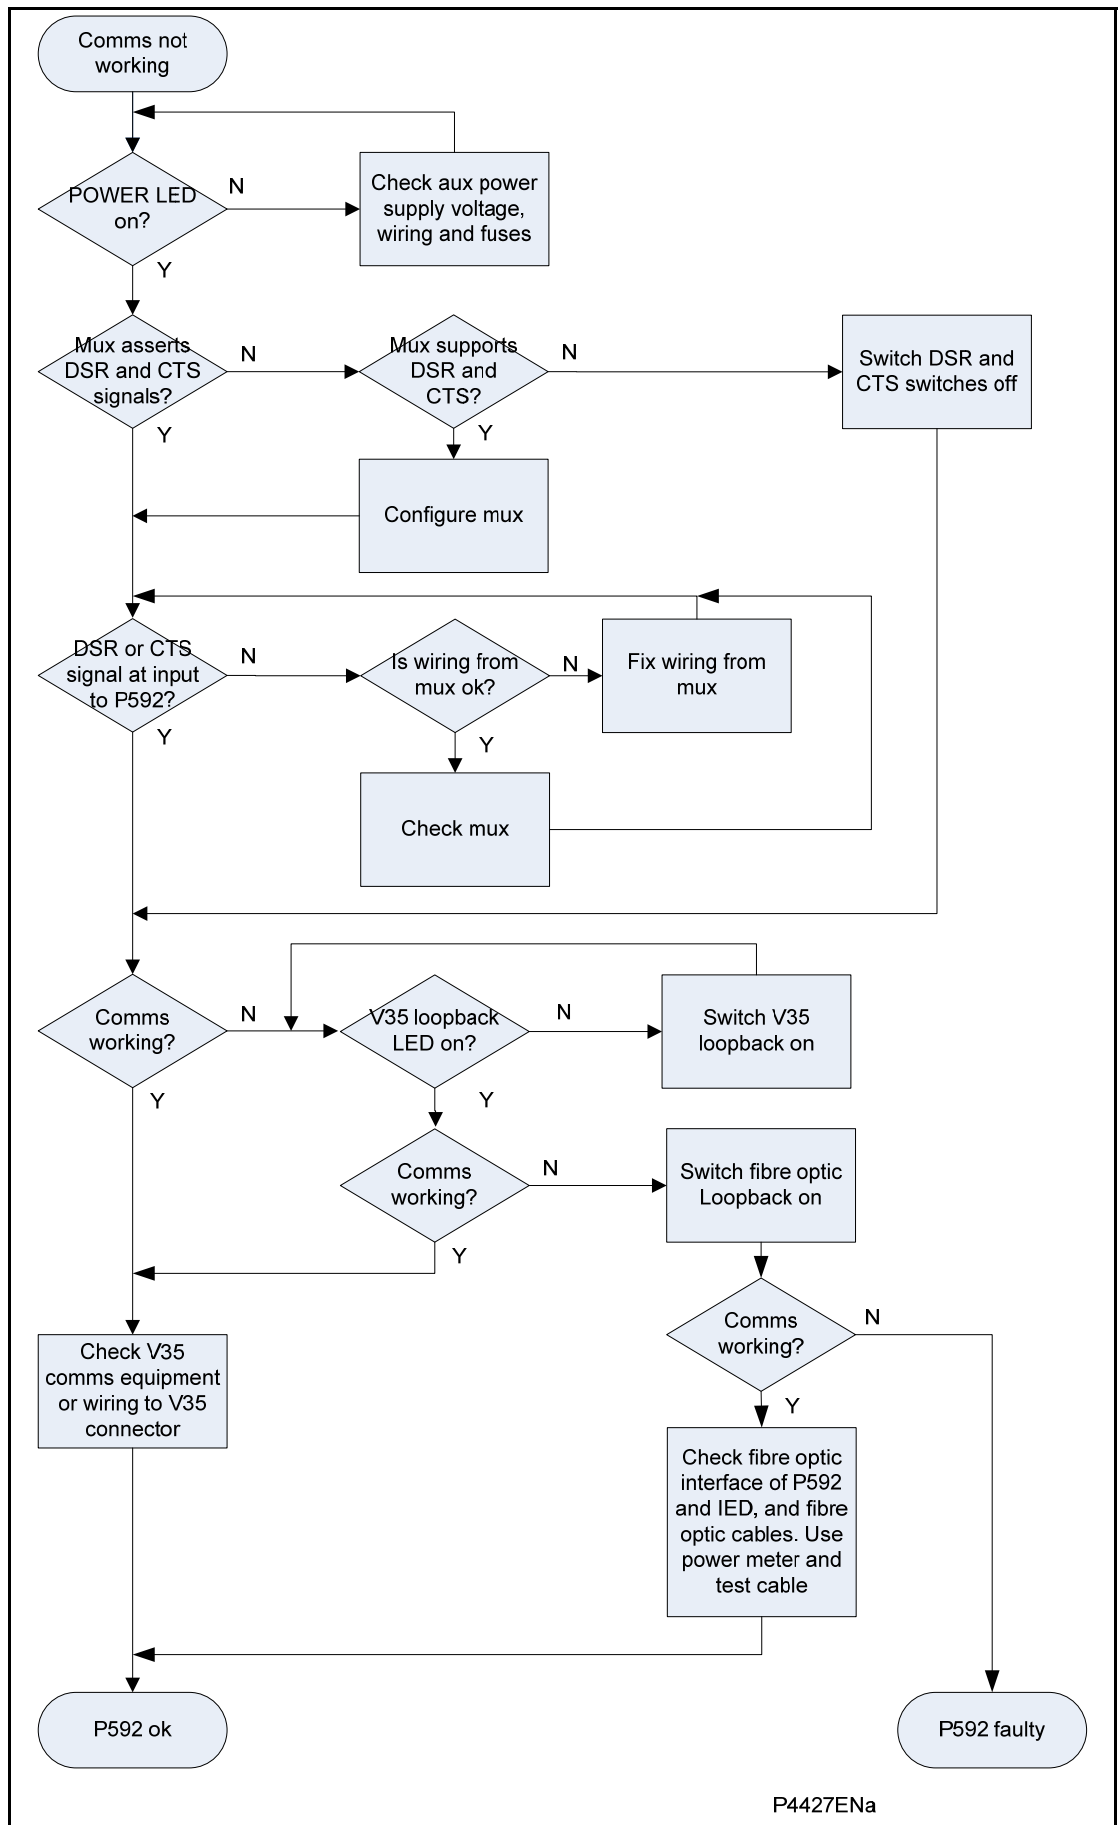 Comms not
working
POWER LED
on?
N
Y
Check aux power
supply voltage,
wiring and fuses
Mux asserts
DSR and CTS
signals?
N
Y
Mux supports
DSR and
CTS?
N
Y
Switch DSR and
CTS switches off
Configure mux
DSR or CTS
signal at input
to P592?
N
Y
Is wiring from
mux ok?
N
Y
Fix wiring from
mux
Check mux
Comms
working?
N
Y
V35 loopback
LED on?
N
Y
Switch V35
loopback on
Comms
working?
N
Y
Switch fibre optic
Loopback on
Comms
working?
N
Y
Check V35
comms equipment
or wiring to V35
connector
Check fibre optic
interface of P592
and IED, and fibre
optic cables. Use
power meter and
test cable
P592 ok
P592 faulty
P4427ENa